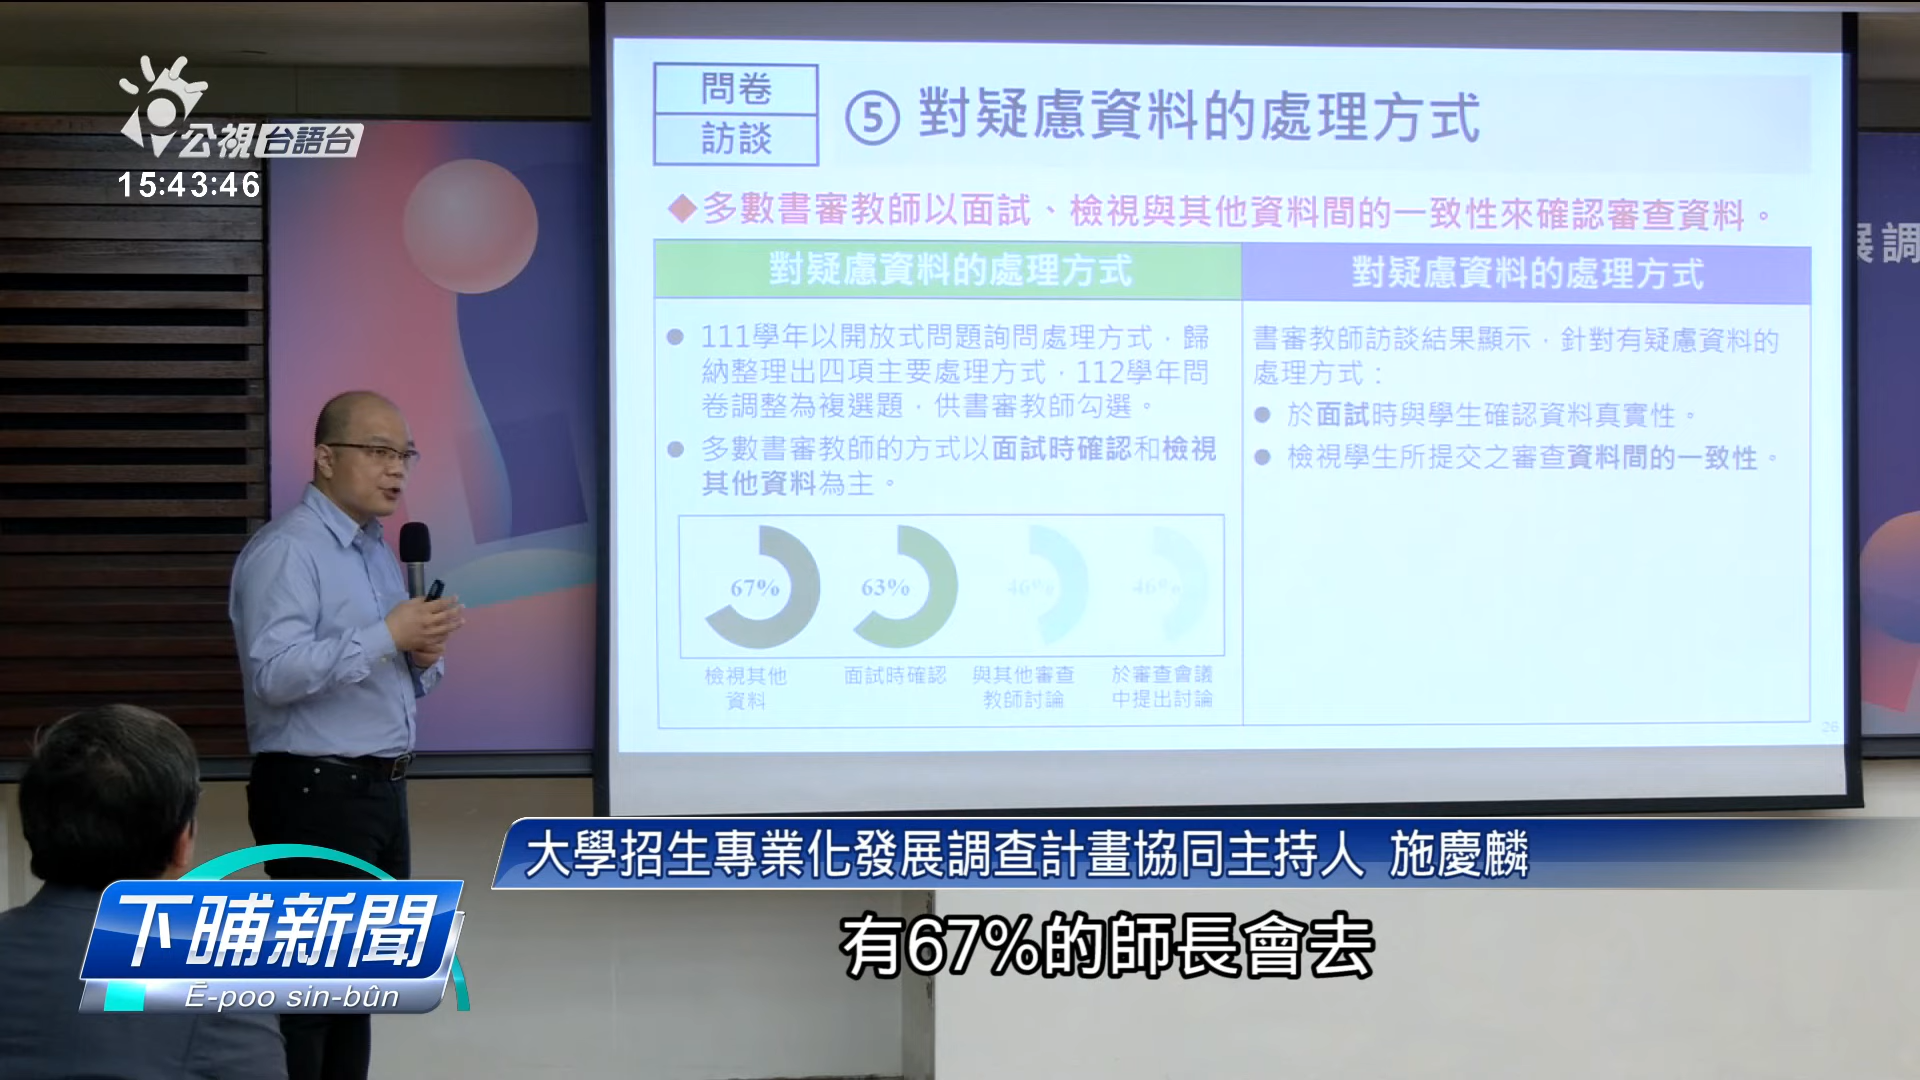 公視台語台
15:43:46
問卷
訪談
⑤ 對疑慮資料的處理方式
◆多數書審教師以面試、檢視與其他資料間的一致性來確認審查資料。
對疑慮資料的處理方式
● 111學年以開放式問題詢問處理方式，歸
納整理出四項主要處理方式，112學年問
卷調整為複選題，供書審教師勾選。
● 多數書審教師的方式以面試時確認和檢視
其他資料為主。
67%
63%
46%
46%
檢視其他
資料
面試時確認
與其他審查
教師討論
於審查會議
中提出討論
對疑慮資料的處理方式
書審教師訪談結果顯示，針對有疑慮資料的
處理方式：
● 於面試時與學生確認資料真實性。
● 檢視學生所提交之審查資料間的一致性。
展調
大學招生專業化發展調查計畫協同主持人 施慶麟
下晡新聞
Ē-poo sin-bûn
有67%的師長會去